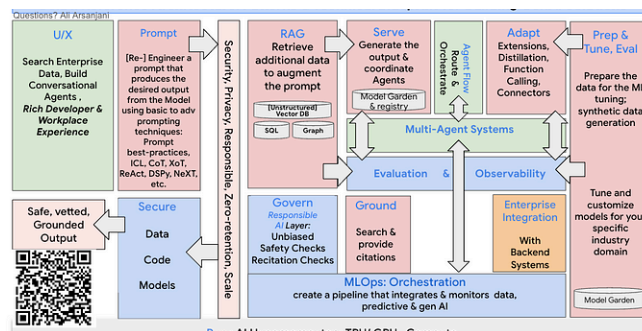 Questions? Ali Arsanjani
U/X
Search Enterprise
Data, Build
Conversational
Agents ,
Rich Developer &
Workplace
Experience
Prompt
[Re-] Engineer a
prompt that
produces the
desired output
from the Model
using basic to adv
prompting
techniques:
Prompt
best-practices,
ICL, CoT, XoT,
ReAct, DSPy, NeXT,
etc.
Security, Privacy, Responsible, Zero-retention, Scale
RAG
Retrieve
additional data
to augment
the prompt
[Un]structured]
Vector DB
SQL
Graph
Serve
Generate the
output &
coordinate
Agents
Model Garden
& registry
Agent Flow
Route &
Orchestrate
Adapt
Extensions,
Distillation,
Function
Calling,
Connectors
Prep &
Tune, Eval
Prepare the
data for the M
tuning;
synthetic data
generation
Tune and
customize
models for you
specific
industry
domain
Model Garden
Multi-Agent Systems
Evaluation & Observability
Safe, vetted,
Grounded
Output
Secure
Data
Code
Models
Govern
Responsible
AI Layer:
Unbiased
Safety Checks
Recitation Checks
Ground
Search &
provide
citations
Enterprise
Integration
With
Backend
Systems
MLOps: Orchestration
create a pipeline that integrates & monitors data,
predictive & gen AI